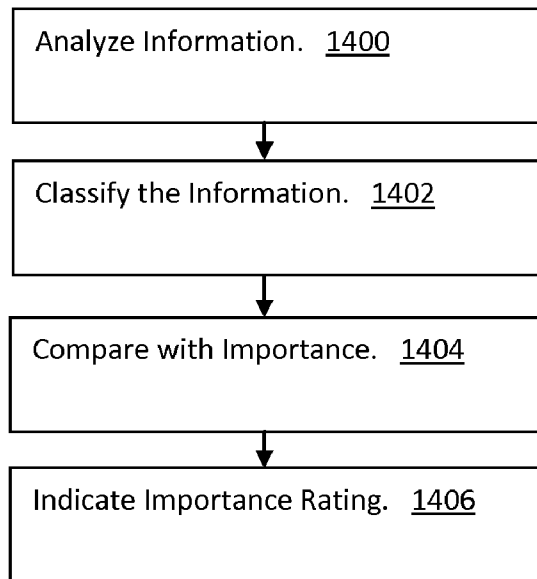 Analyze Information. 1400
Classify the Information. 1402
Compare with Importance. 1404
Indicate Importance Rating. 1406